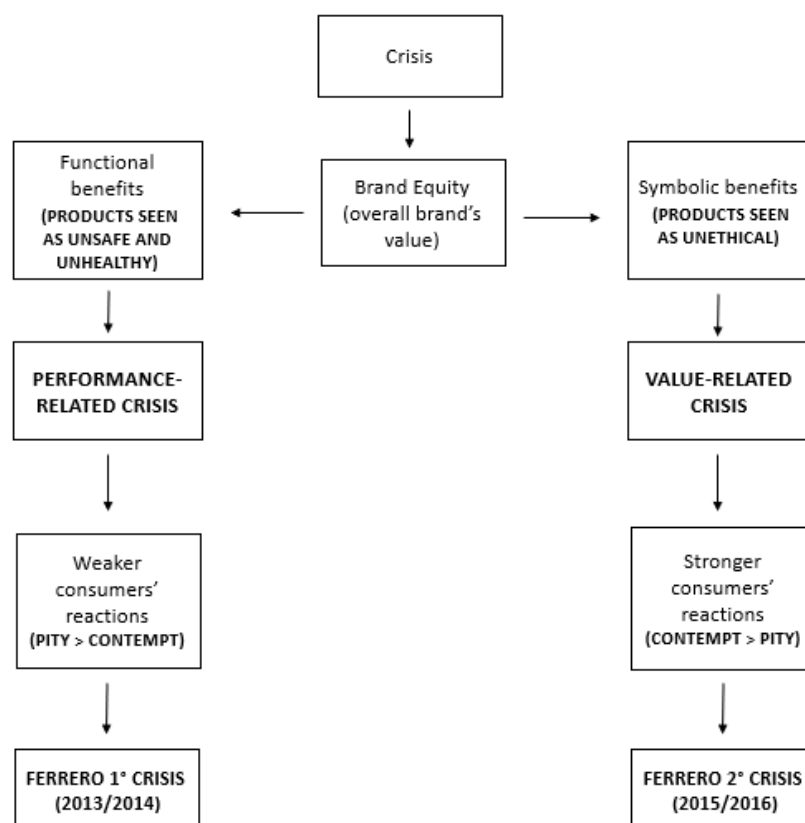 Crisis
Functional
benefits
(PRODUCTS SEEN
AS UNSAFE AND
UNHEALTHY)
Brand Equity
(overall brand's
value)
Symbolic benefits
(PRODUCTS SEEN
AS UNETHICAL)
PERFORMANCE-
RELATED CRISIS
VALUE-RELATED
CRISIS
Weaker
consumers'
reactions
(PITY > CONTEMPT)
Stronger
consumers'
reactions
(CONTEMPT > PITY)
FERRERO 1° CRISIS
(2013/2014)
FERRERO 2° CRISIS
(2015/2016)